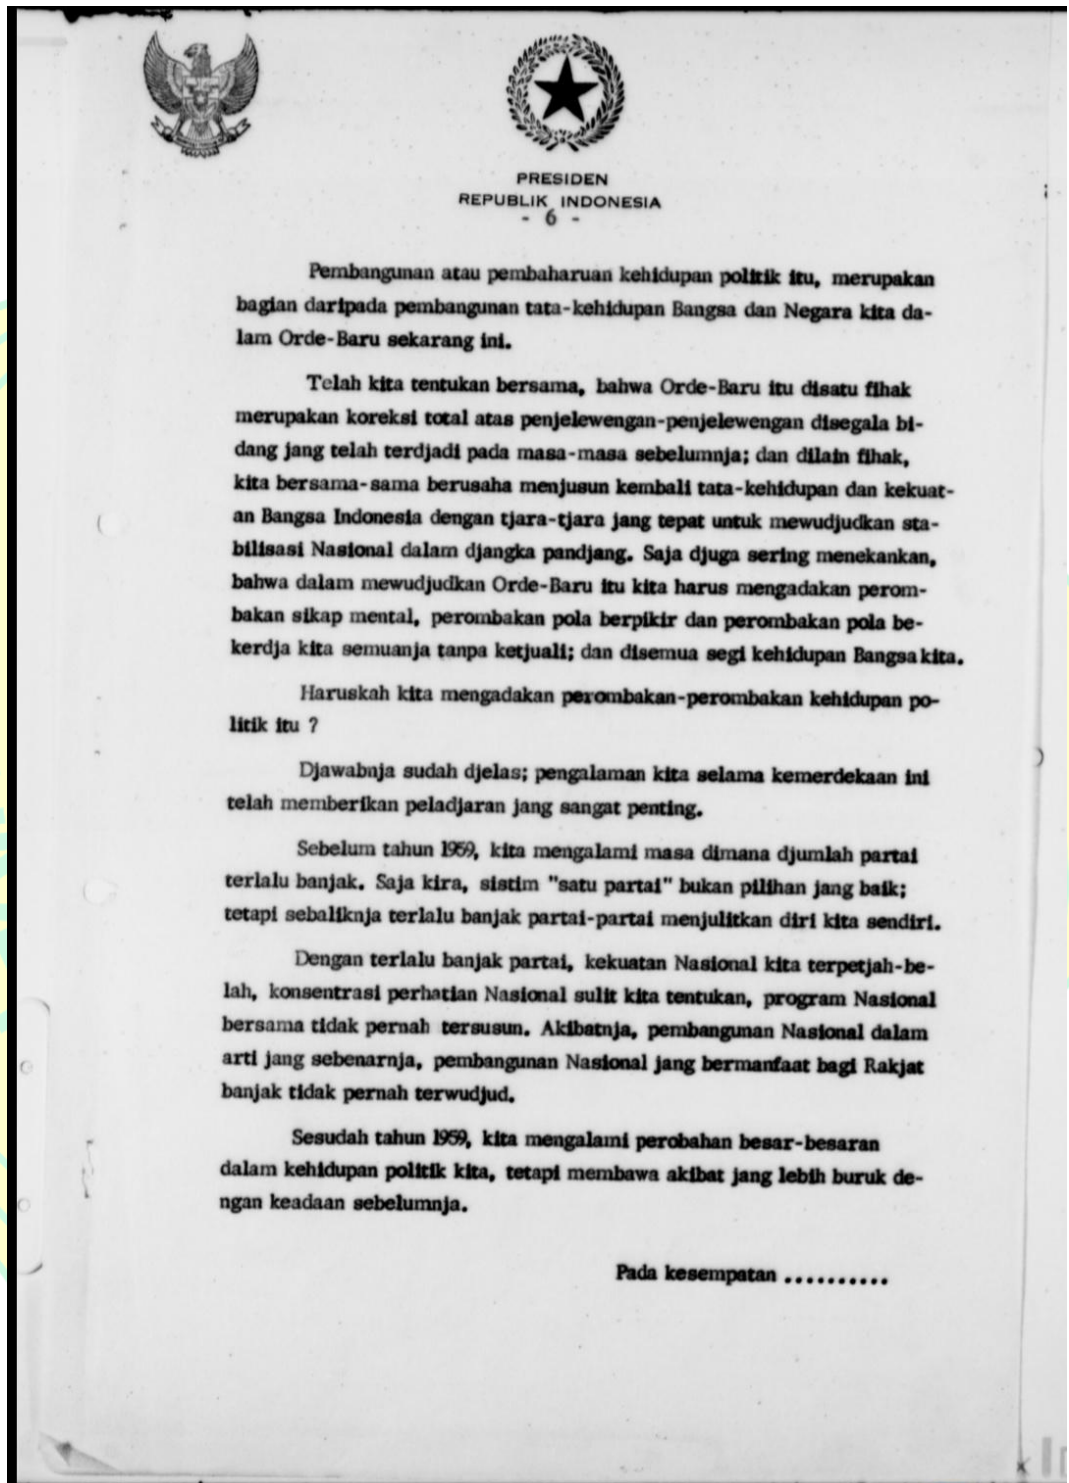 PRESIDEN
REPUBLIK INDONESIA
- 6 -
Pembangunan atau pembaharuan kehidupan politik itu, merupakan
bagian daripada pembangunan tata-kehidupan Bangsa dan Negara kita da-
lam Orde-Baru sekarang ini.
Telah kita tentukan bersama, bahwa Orde-Baru itu disatu fihak
merupakan koreksi total atas penjelewengan-penjelewengan disegala bi-
dang jang telah terdjadi pada masa-masa sebelumnja; dan dilain fihak,
kita bersama-sama berusaha menjusun kembali tata-kehidupan dan kekuat-
an Bangsa Indonesia dengan tjara-tjara jang tepat untuk mewudjudkan sta-
bilisasi Nasional dalam djangka pandjang. Saja djuga sering menekankan,
bahwa dalam mewudjudkan Orde-Baru itu kita harus mengadakan perom-
bakan sikap mental, perombakan pola berpikir dan perombakan pola be-
kerdja kita semuanja tanpa ketjuali; dan disemua segi kehidupan Bangsa kita.
Haruskah kita mengadakan perombakan-perombakan kehidupan po-
litik itu ?
Djawabnja sudah djelas; pengalaman kita selama kemerdekaan ini
telah memberikan peladjaran jang sangat penting.
Sebelum tahun 1959, kita mengalami masa dimana djumlah partai
terlalu banjak. Saja kira, sistim "satu partai" bukan pilihan jang baik;
tetapi sebaliknja terlalu banjak partai-partai menjulitkan diri kita sendiri.
Dengan terlalu banjak partai, kekuatan Nasional kita terpetjah-be-
lah, konsentrasi perhatian Nasional sulit kita tentukan, program Nasional
bersama tidak pernah tersusun. Akibatnja, pembangunan Nasional dalam
arti jang sebenarnja, pembangunan Nasional jang bermanfaat bagi Rakjat
banjak tidak pernah terwudjud.
Sesudah tahun 1959, kita mengalami perobahan besar-besaran
dalam kehidupan politik kita, tetapi membawa akibat jang lebih buruk de-
ngan keadaan sebelumnja.
Pada kesempatan ..........